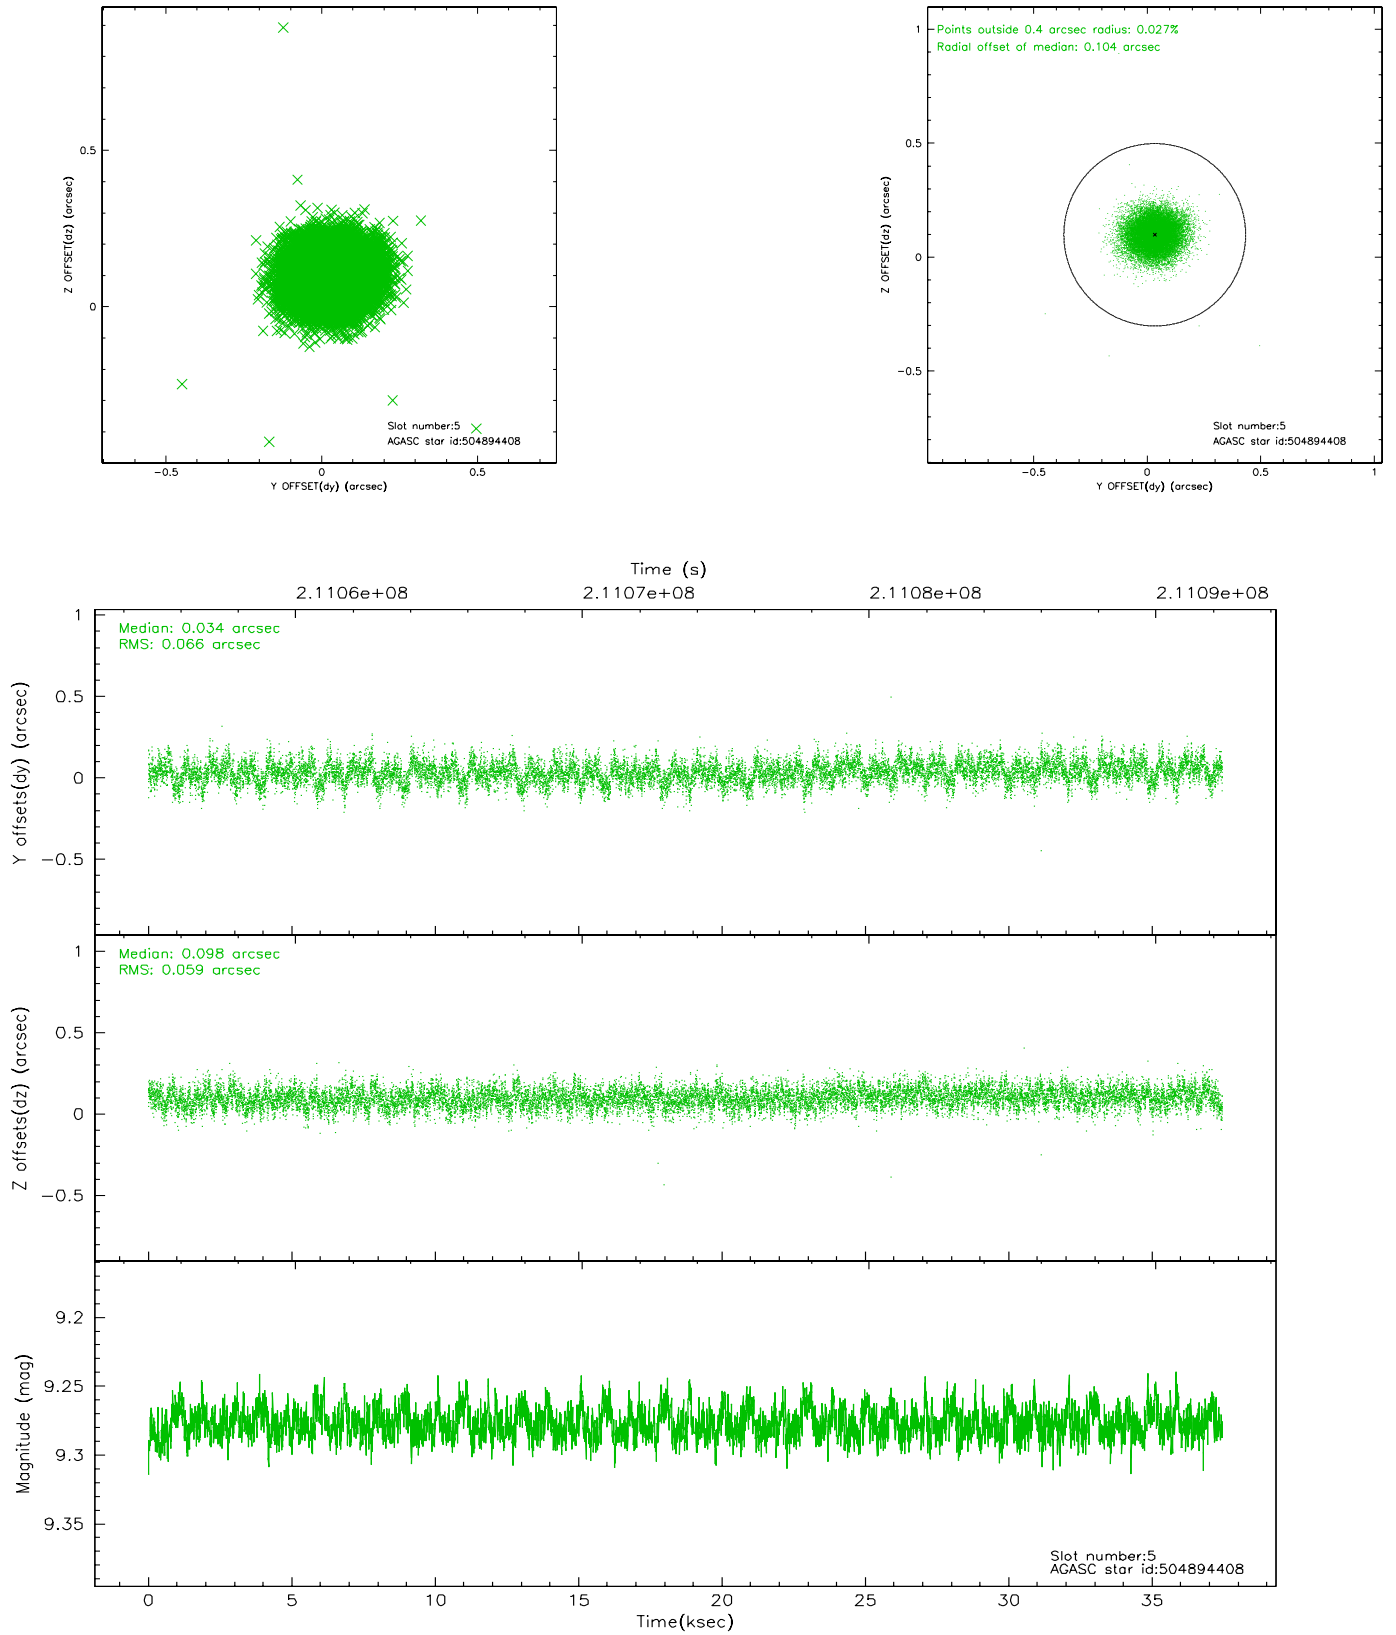 0.5
0
Z OFFSET(dz) (arcsec)
Slot number:5
AGASC star id:504894408
−0.5 0 0.5
Y OFFSET(dy) (arcsec)
Points outside 0.4 arcsec radius: 0.027%
Radial offset of median: 0.104 arcsec
1
0.5
0
−0.5
Z OFFSET(dz) (arcsec)
Slot number:5
AGASC star id:504894408
−0.5 0 0.5 1
Y OFFSET(dy) (arcsec)
Time (s)
2.1106e+08 2.1107e+08 2.1108e+08 2.1109e+08
Median: 0.034 arcsec
RMS: 0.066 arcsec
1
0.5
0
−0.5
Y offsets(dy) (arcsec)
Median: 0.098 arcsec
RMS: 0.059 arcsec
1
0.5
0
−0.5
Z offsets(dz) (arcsec)
9.2
9.25
9.3
9.35
Magnitude (mag)
Slot number:5
AGASC star id:504894408
0 5 10 15 20 25 30 35
Time(ksec)